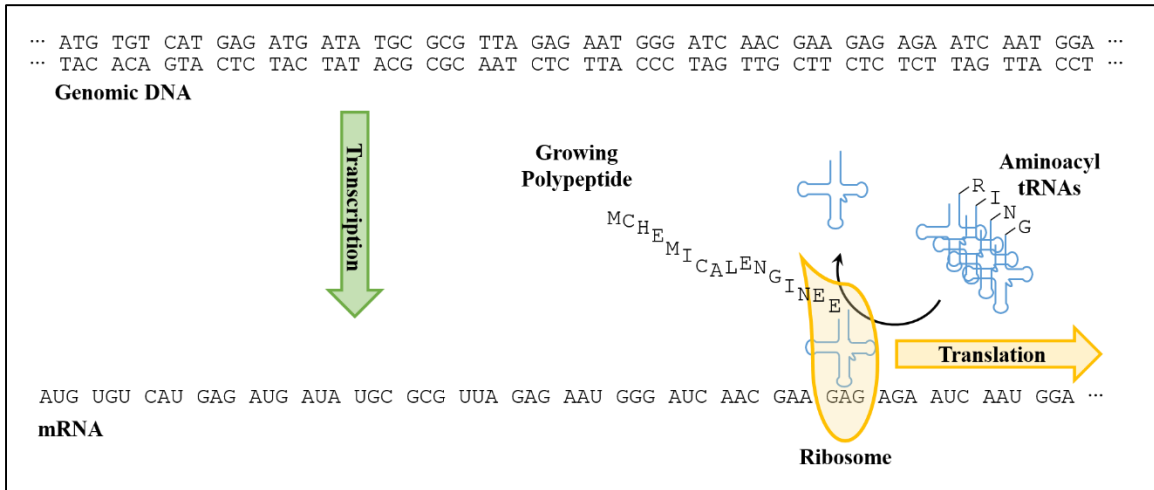 ··· ATG TGT CAT GAG ATG ATA TGC GCG TTA GAG AAT GGG ATC AAC GAA GAG AGA ATC AAT GGA ···
··· TAC ACA GTA CTC TAC TAT ACG CGC AAT CTC TTA CCC TAG TTG CTT CTC TCT TAG TTA CCT ···
Genomic DNA
Transcription
Growing
Polypeptide
Aminoacyl
tRNAs
RING
MCHEMICALENGINEE
Translation
AUG UGU CAU GAG AUG AUA UGC GCG UUA GAG AAU GGG AUC AAC GAA GAG AGA AUC AAU GGA ···
mRNA
Ribosome